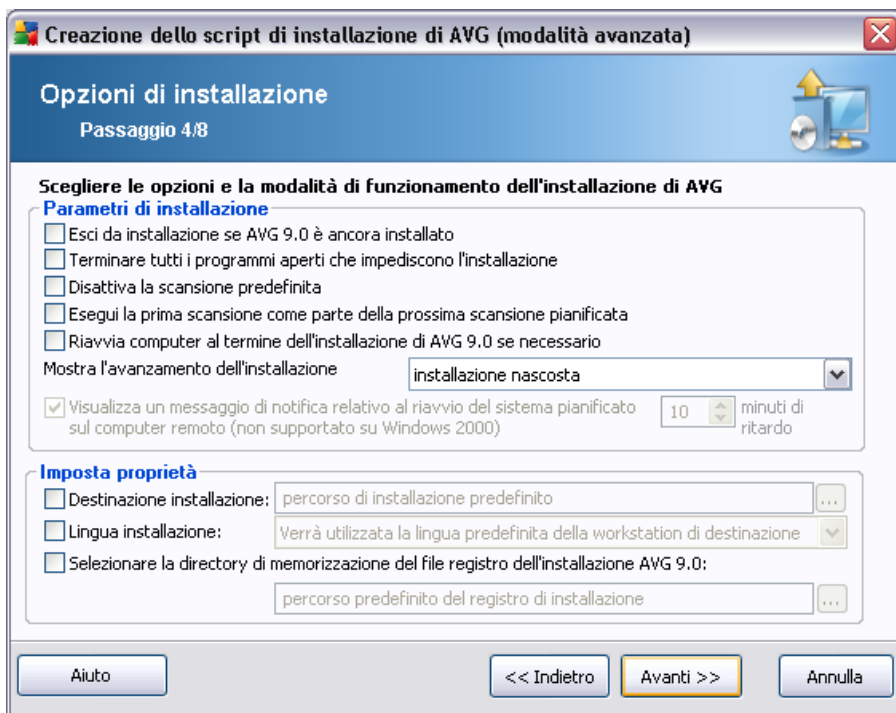 Creazione dello script di installazione di AVG (modalità avanzata)
Opzioni di installazione
Passaggio 4/8
Scegliere le opzioni e la modalità di funzionamento dell'installazione di AVG
Parametri di installazione
Esci da installazione se AVG 9.0 è ancora installato
Terminare tutti i programmi aperti che impediscono l'installazione
Disattiva la scansione predefinita
Esegui la prima scansione come parte della prossima scansione pianificata
Riavvia computer al termine dell'installazione di AVG 9.0 se necessario
Mostra l'avanzamento dell'installazione installazione nascosta
Visualizza un messaggio di notifica relativo al riavvio del sistema pianificato 10 minuti di
sul computer remoto (non supportato su Windows 2000) ritardo
Imposta proprietà
Destinazione installazione: percorso di installazione predefinito ...
Lingua installazione: Verrà utilizzata la lingua predefinita della workstation di destinazione
Selezionare la directory di memorizzazione del file registro dell'installazione AVG 9.0:
percorso predefinito del registro di installazione ...
Aiuto << Indietro Avanti >> Annulla